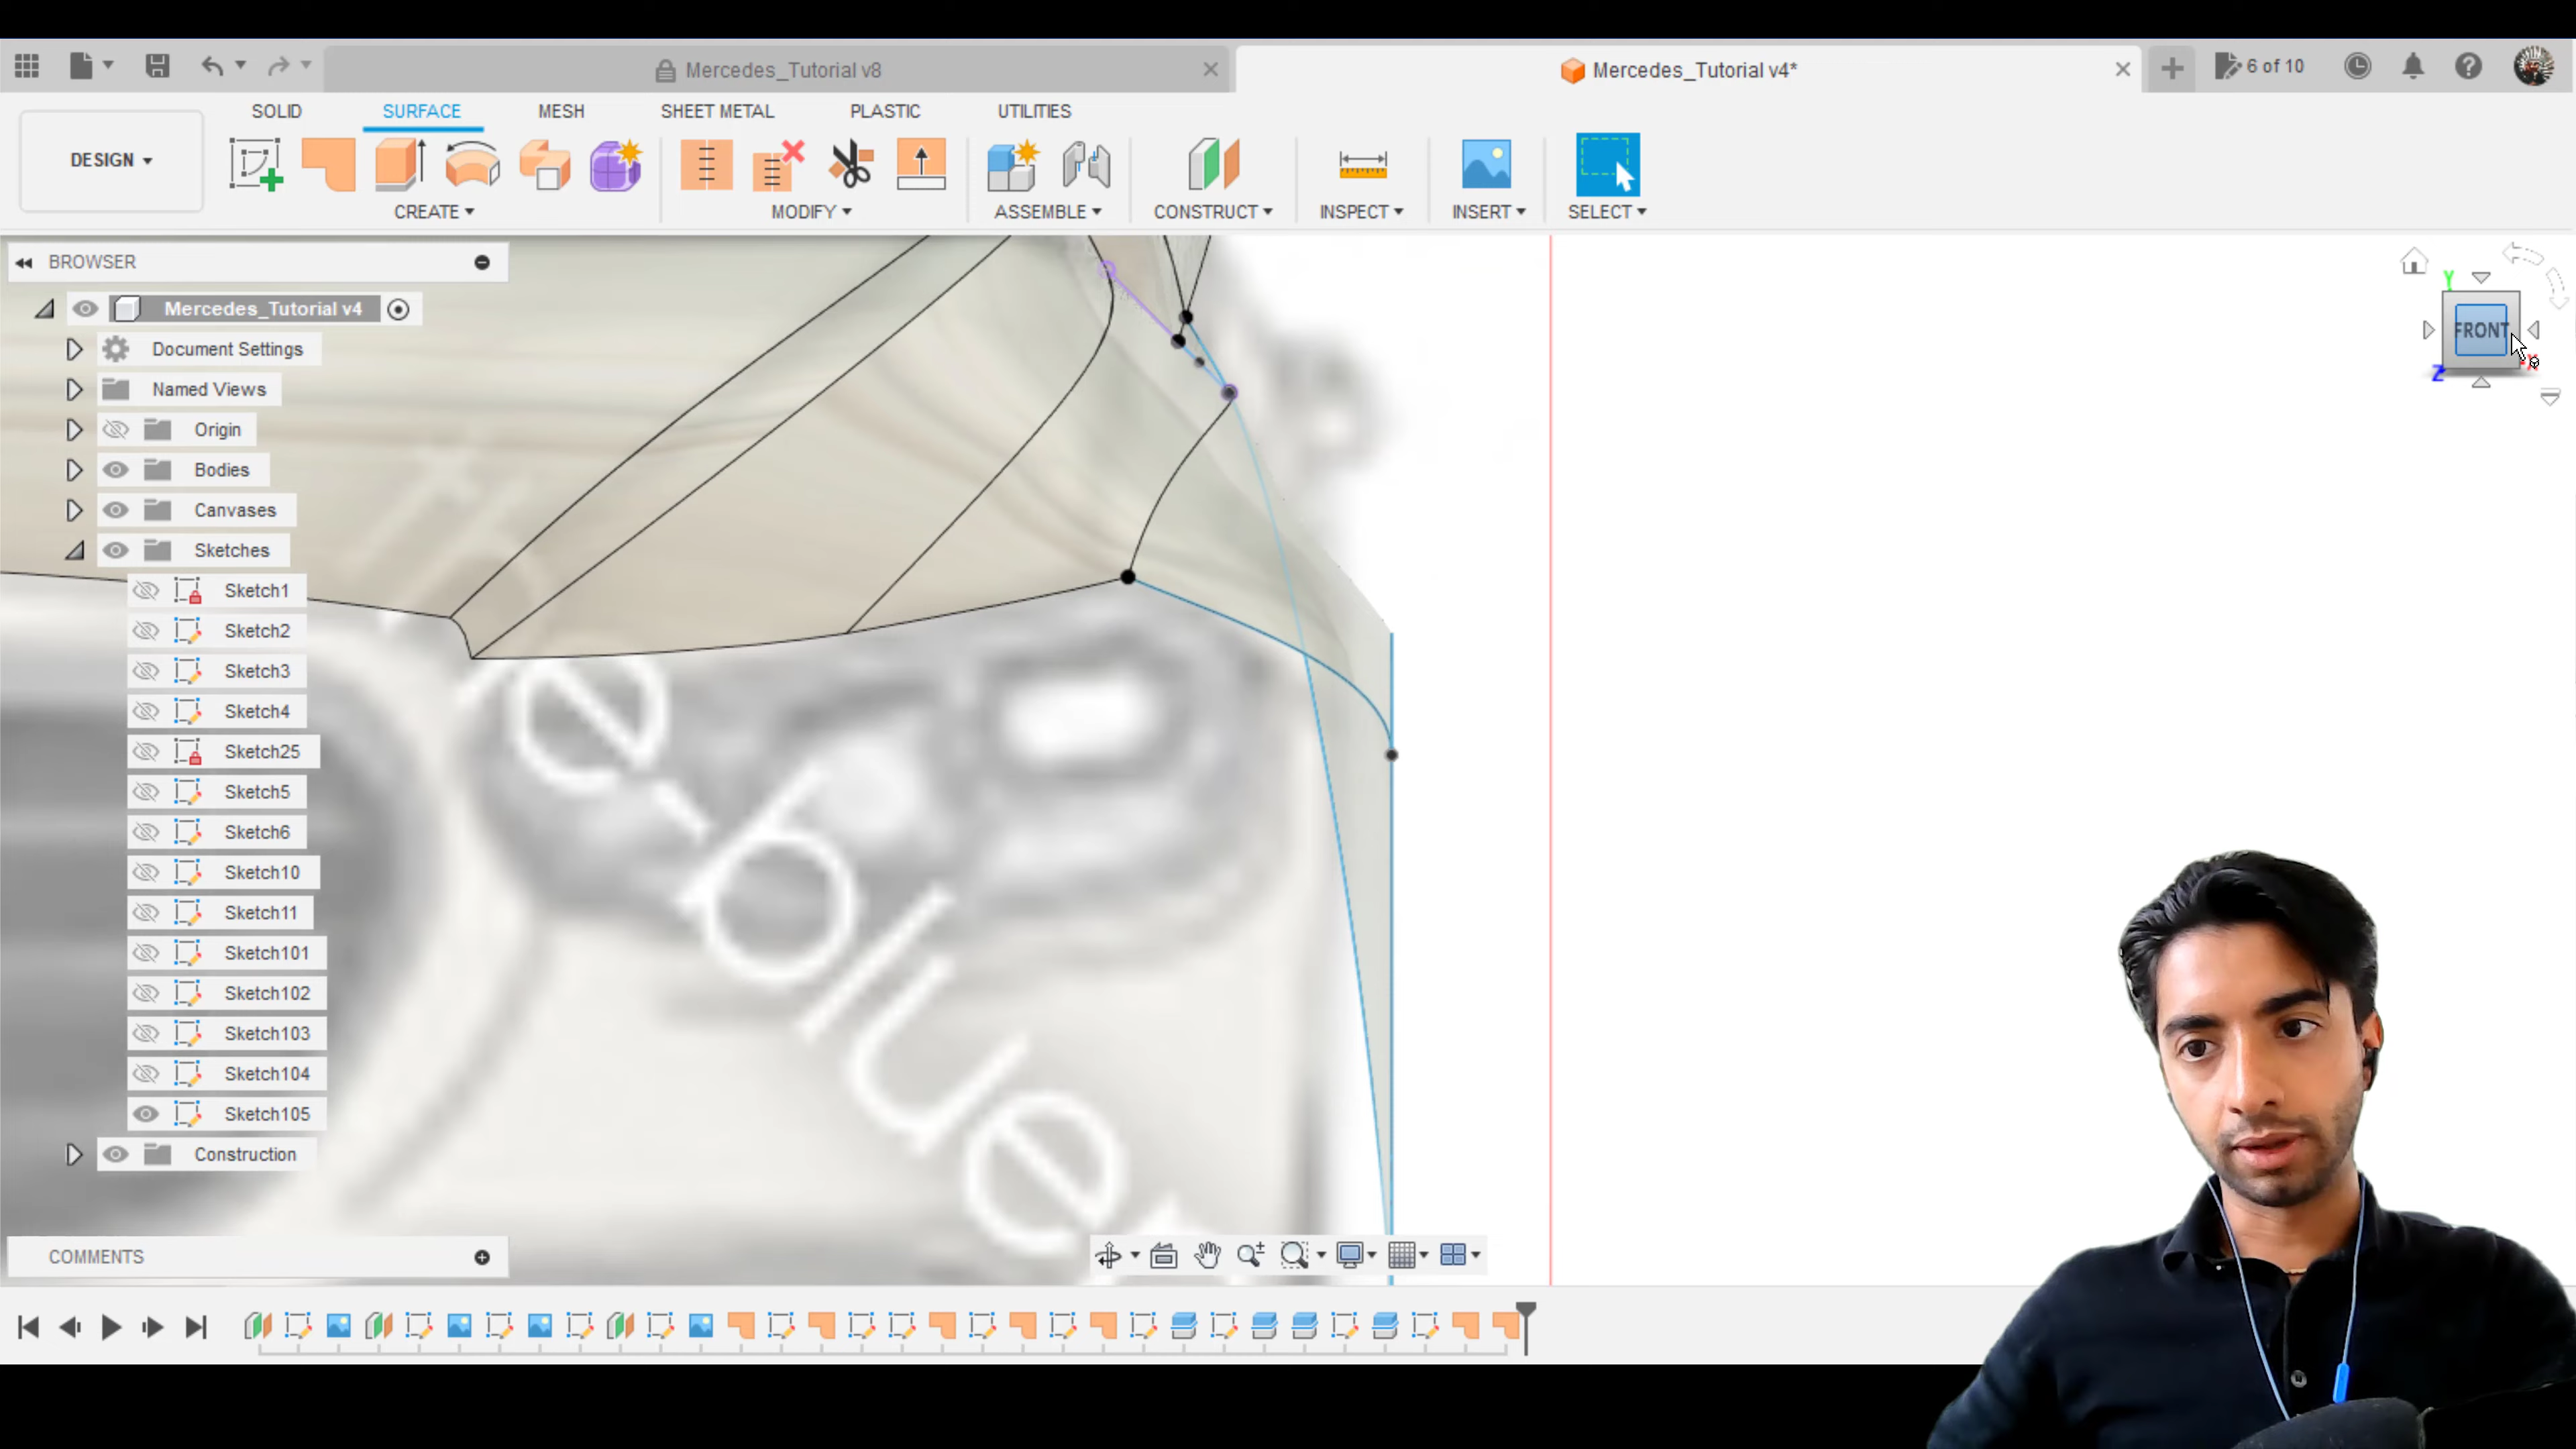 Mercedes_Tutorial v8
Mercedes_Tutorial v4*
6 of 10
SOLID
SURFACE
MESH
SHEET METAL
PLASTIC
UTILITIES
DESIGN
CREATE
MODIFY
ASSEMBLE
CONSTRUCT
INSPECT
INSERT
SELECT
BROWSER
Mercedes_Tutorial v4
Document Settings
Named Views
Origin
Bodies
Canvases
Sketches
Sketch1
Sketch2
Sketch3
Sketch4
Sketch25
Sketch5
Sketch6
Sketch10
Sketch11
Sketch101
Sketch102
Sketch103
Sketch104
Sketch105
Construction
COMMENTS
Y
FRONT
Z
X